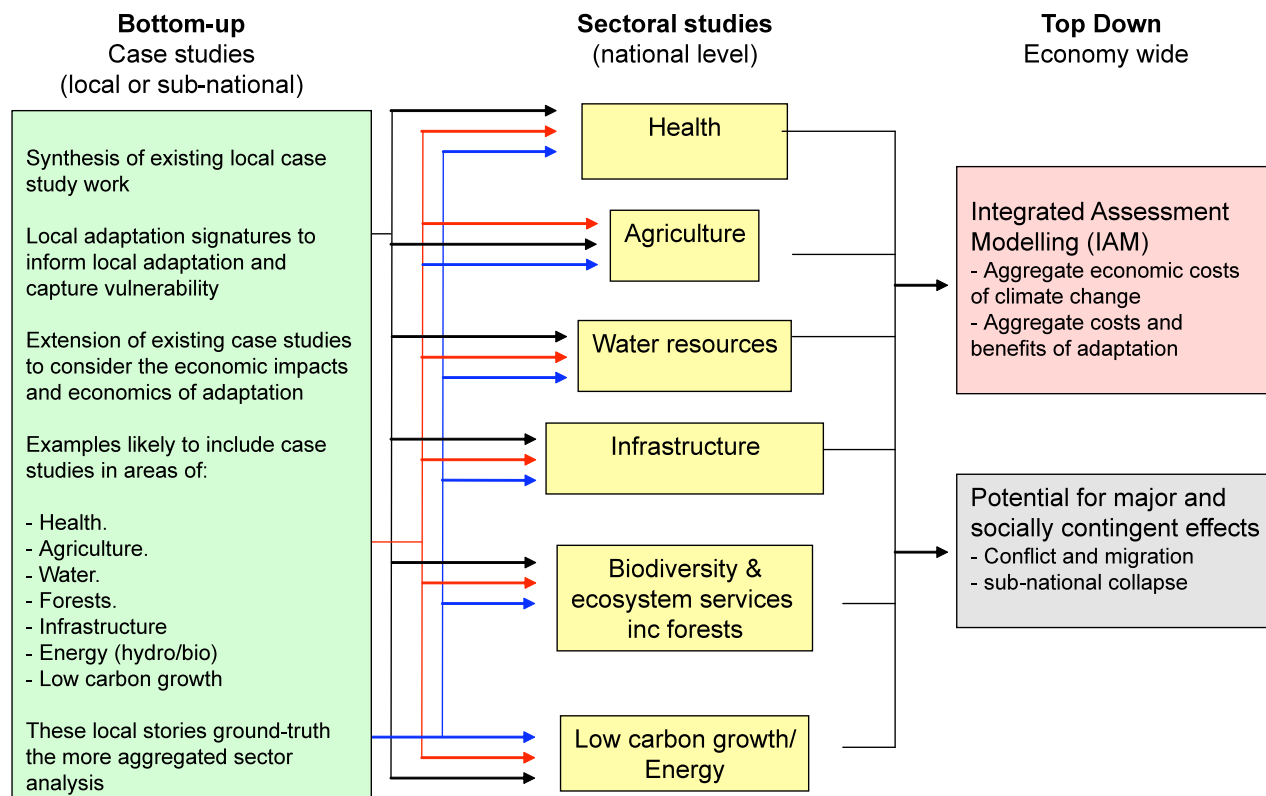 Bottom-up
Case studies
(local or sub-national)
Synthesis of existing local case
study work
Local adaptation signatures to
inform local adaptation and
capture vulnerability
Extension of existing case studies
to consider the economic impacts
and economics of adaptation
Examples likely to include case
studies in areas of:
- Health.
- Agriculture.
- Water.
- Forests.
- Infrastructure
- Energy (hydro/bio)
- Low carbon growth
These local stories ground-truth
the more aggregated sector
analysis
Sectoral studies
(national level)
Health
Agriculture
Water resources
Infrastructure
Biodiversity &
ecosystem services
inc forests
Low carbon growth/
Energy
Top Down
Economy wide
Integrated Assessment
Modelling (IAM)
- Aggregate economic costs
of climate change
- Aggregate costs and
benefits of adaptation
Potential for major and
socially contingent effects
- Conflict and migration
- sub-national collapse